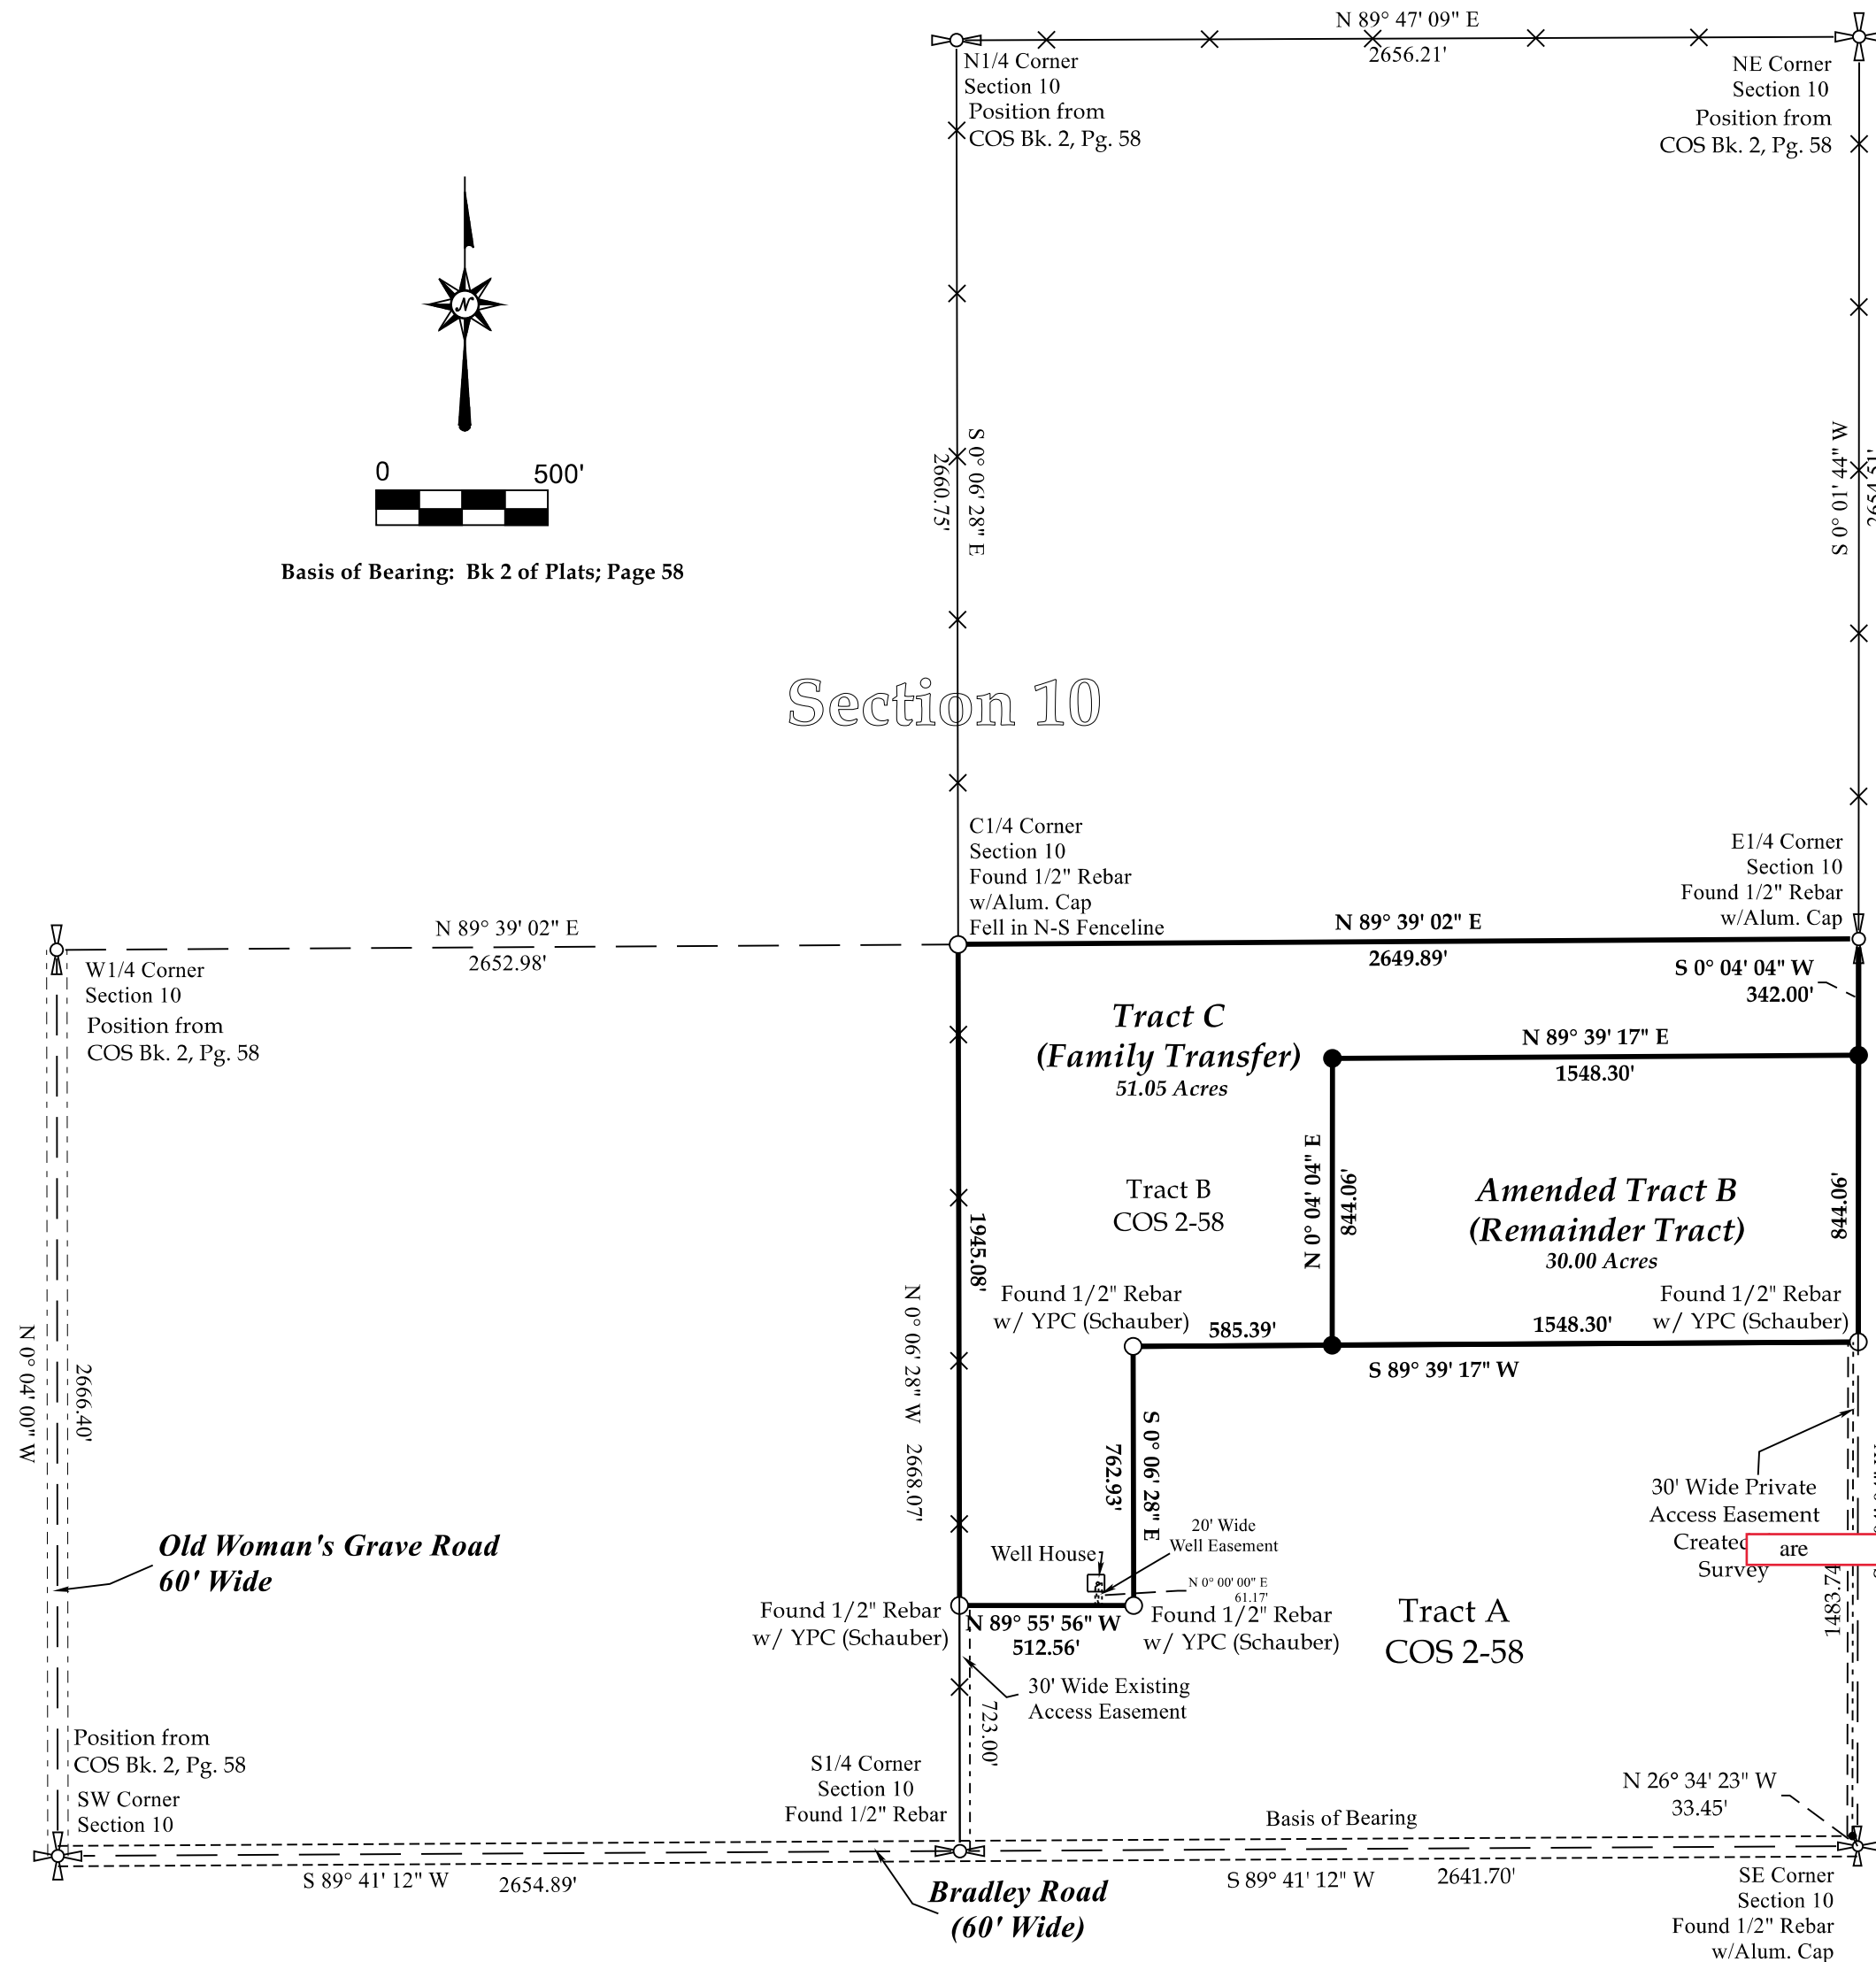 N 89° 47' 09" E
2656.21'
N1/4 Corner
Section 10
Position from
COS Bk. 2, Pg. 58
NE Corner
Section 10
Position from
COS Bk. 2, Pg. 58
N
0 500'
Basis of Bearing: Bk 2 of Plats; Page 58
S 0° 06' 28" E
2660.75'
S 0° 01' 44" W
2654.51'
Section 10
C1/4 Corner
Section 10
Found 1/2" Rebar
w/Alum. Cap
Fell in N-S Fenceline
E1/4 Corner
Section 10
Found 1/2" Rebar
w/Alum. Cap
N 89° 39' 02" E
2652.98'
N 89° 39' 02" E
2649.89'
W1/4 Corner
Section 10
Position from
COS Bk. 2, Pg. 58
S 0° 04' 04" W
342.00'
Tract C
(Family Transfer)
51.05 Acres
N 89° 39' 17" E
1548.30'
Tract B
COS 2-58
N 0° 04' 04" E
844.06'
Amended Tract B
(Remainder Tract)
30.00 Acres
844.06'
1945.08'
N 0° 06' 28" W 2668.07'
Found 1/2" Rebar
w/ YPC (Schauber)
585.39'
1548.30'
Found 1/2" Rebar
w/ YPC (Schauber)
S 89° 39' 17" W
N 0° 04' 00" W
2666.40'
S 0° 06' 28" E
762.93'
30' Wide Private
Access Easement
Created
are
Survey
1483.74
Old Woman's Grave Road
60' Wide
20' Wide
Well Easement
Well House
N 0° 00' 00" E
61.17'
Found 1/2" Rebar
w/ YPC (Schauber)
N 89° 55' 56" W
512.56'
Found 1/2" Rebar
w/ YPC (Schauber)
Tract A
COS 2-58
30' Wide Existing
Access Easement
723.00'
Position from
COS Bk. 2, Pg. 58
SW Corner
Section 10
S1/4 Corner
Section 10
Found 1/2" Rebar
Basis of Bearing
N 26° 34' 23" W
33.45'
S 89° 41' 12" W
2654.89'
Bradley Road
(60' Wide)
S 89° 41' 12" W
2641.70'
SE Corner
Section 10
Found 1/2" Rebar
w/Alum. Cap